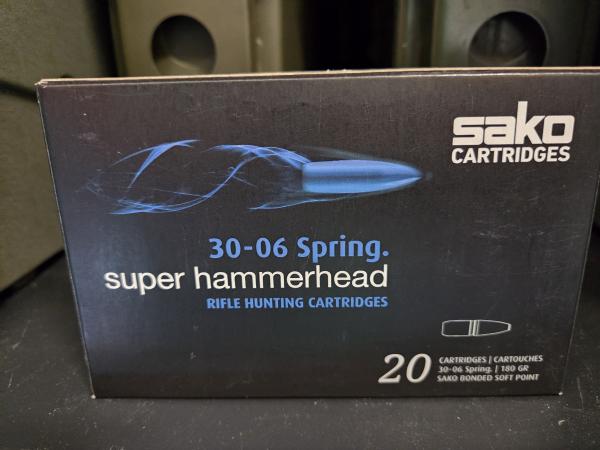 sako
CARTRIDGES
30-06 Spring.
super hammerhead
RIFLE HUNTING CARTRIDGES
20 CARTRIDGES | CARTOUCHES
30-06 Spring. | 180 GR
SAKO BONDED SOFT POINT